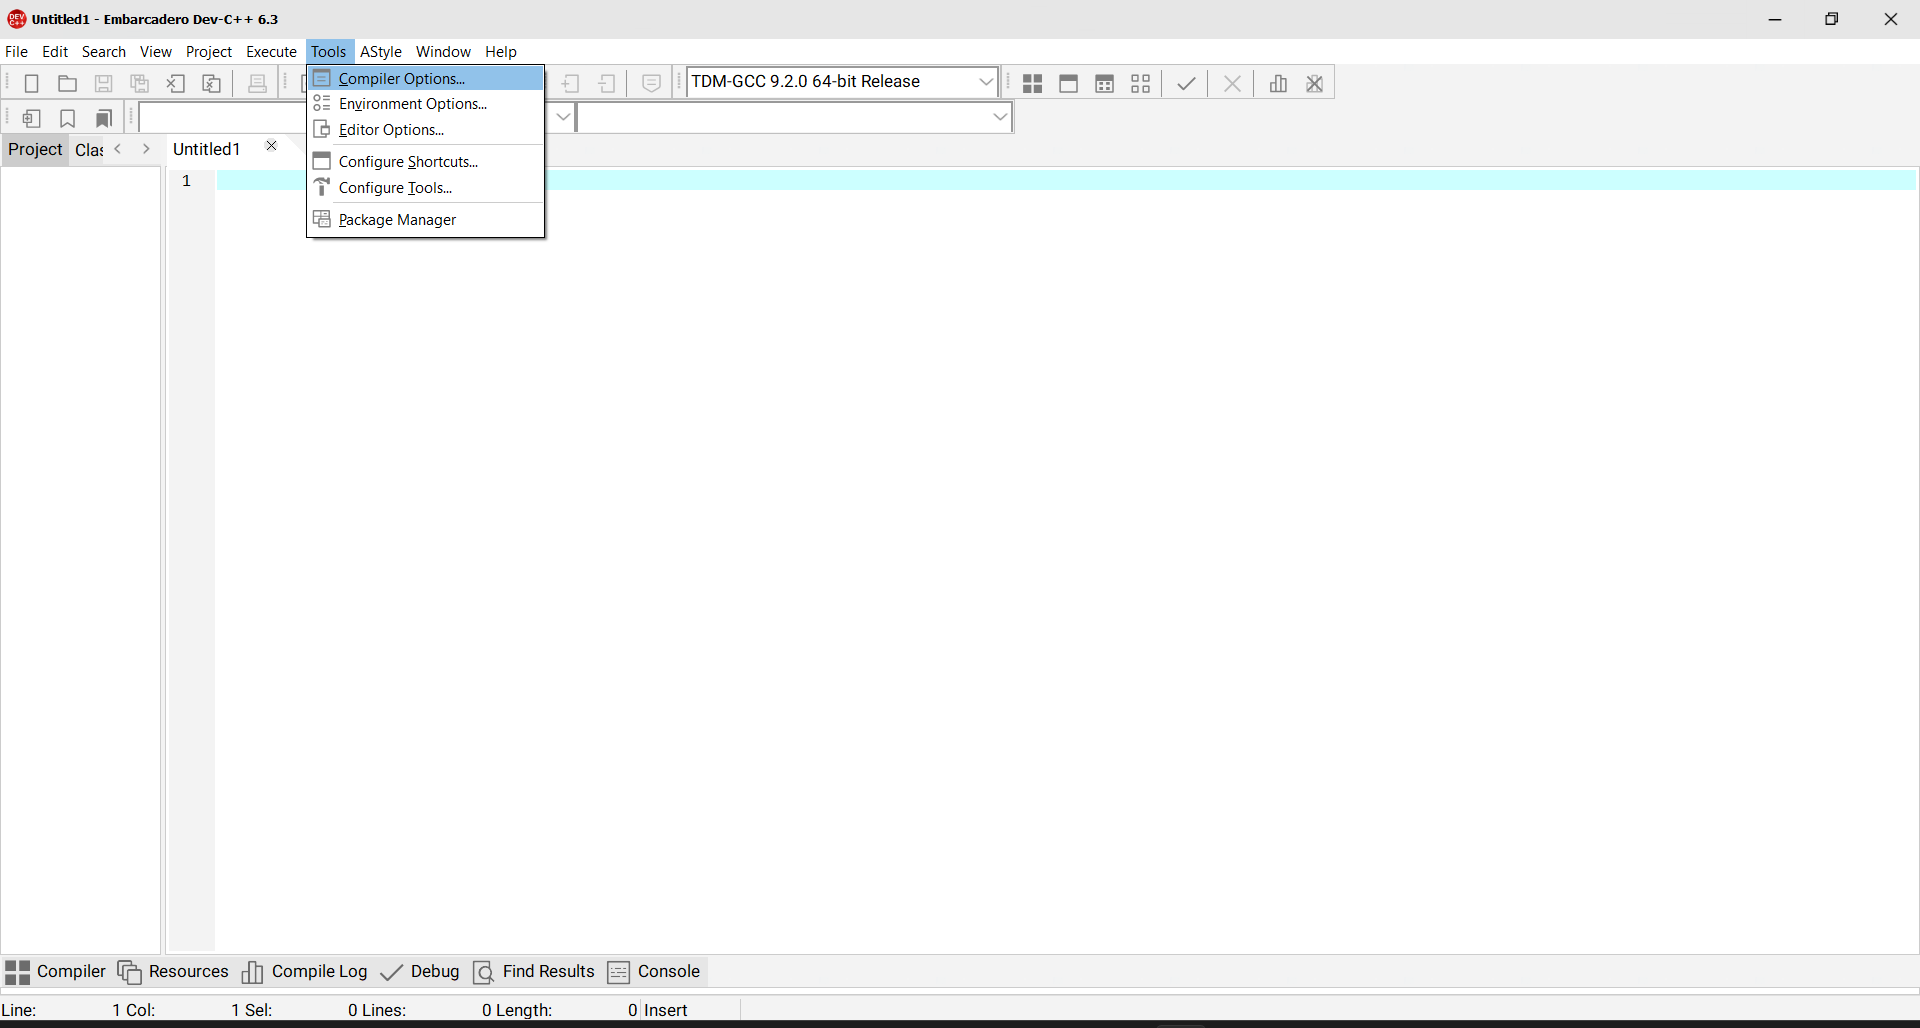 Untitled1 - Embarcadero Dev-C++ 6.3
File Edit Search View Project Execute Tools AStyle Window Help
Compiler Options...
TDM-GCC 9.2.0 64-bit Release
Environment Options...
Editor Options...
Project Clas Untitled1
Configure Shortcuts...
1
Configure Tools...
Package Manager
Compiler Resources Compile Log Debug Find Results Console
Line: 1 Col: 1 Sel: 0 Lines: 0 Length: 0 Insert